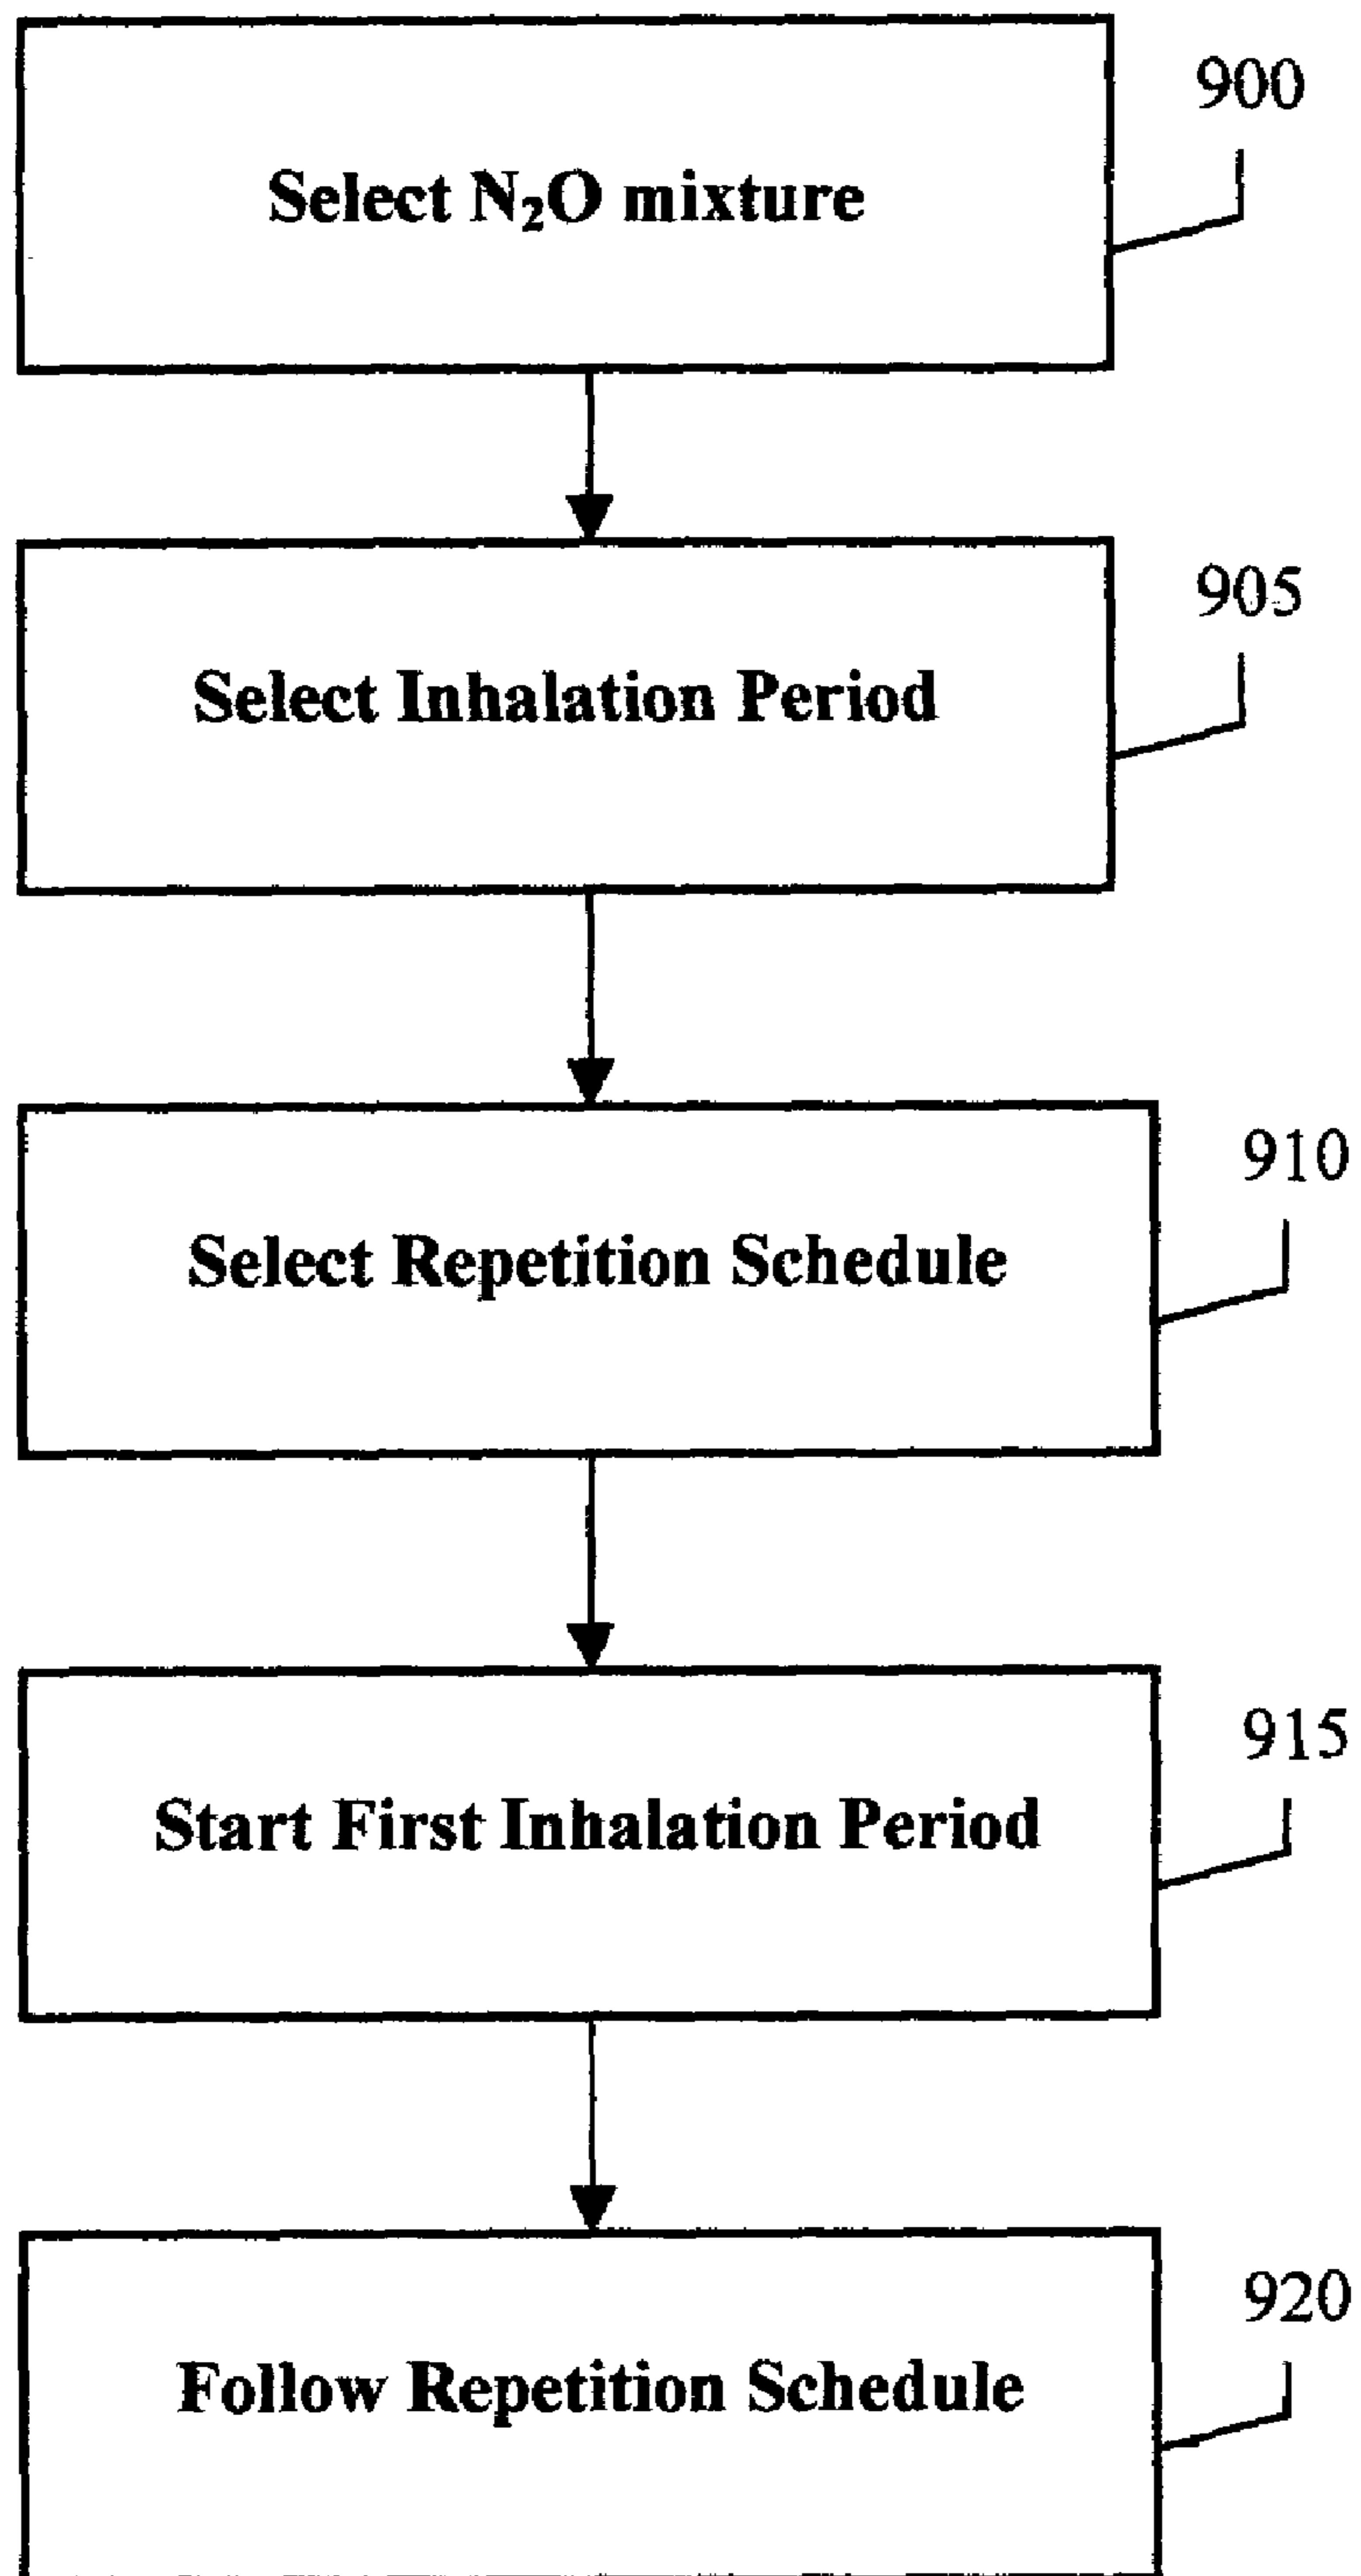 900
Select N₂O mixture
905
Select Inhalation Period
910
Select Repetition Schedule
915
Start First Inhalation Period
920
Follow Repetition Schedule